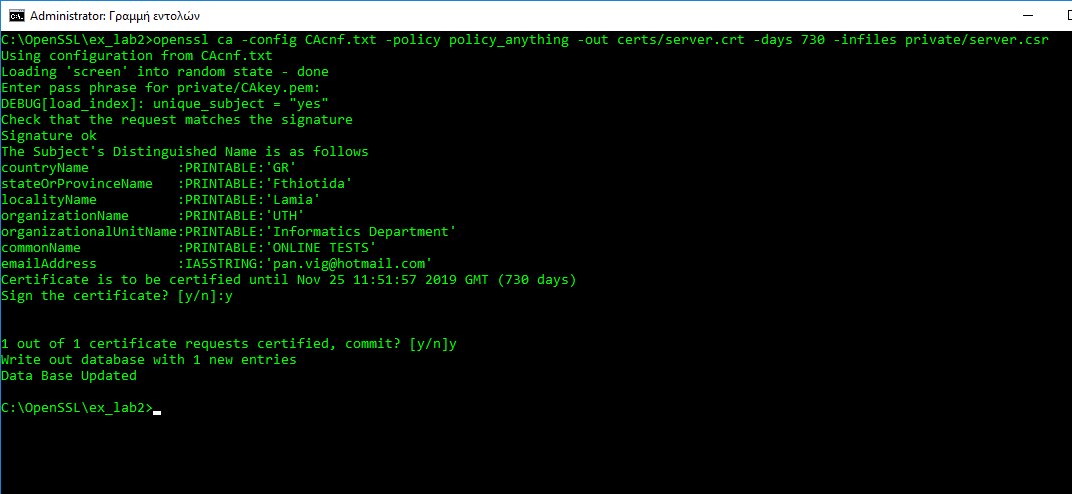 Administrator: Γραμμή εντολών
C:\OpenSSL\ex_lab2>openssl ca -config CAcnf.txt -policy policy_anything -out certs/server.crt -days 730 -infiles private/server.csr
Using configuration from CAcnf.txt
Loading 'screen' into random state - done
Enter pass phrase for private/CAkey.pem:
DEBUG[load_index]: unique_subject = "yes"
Check that the request matches the signature
Signature ok
The Subject's Distinguished Name is as follows
countryName           :PRINTABLE:'GR'
stateOrProvinceName   :PRINTABLE:'Fthiotida'
localityName          :PRINTABLE:'Lamia'
organizationName      :PRINTABLE:'UTH'
organizationalUnitName:PRINTABLE:'Informatics Department'
commonName            :PRINTABLE:'ONLINE TESTS'
emailAddress          :IA5STRING:'pan.vig@hotmail.com'
Certificate is to be certified until Nov 25 11:51:57 2019 GMT (730 days)
Sign the certificate? [y/n]:y
1 out of 1 certificate requests certified, commit? [y/n]y
Write out database with 1 new entries
Data Base Updated
C:\OpenSSL\ex_lab2>